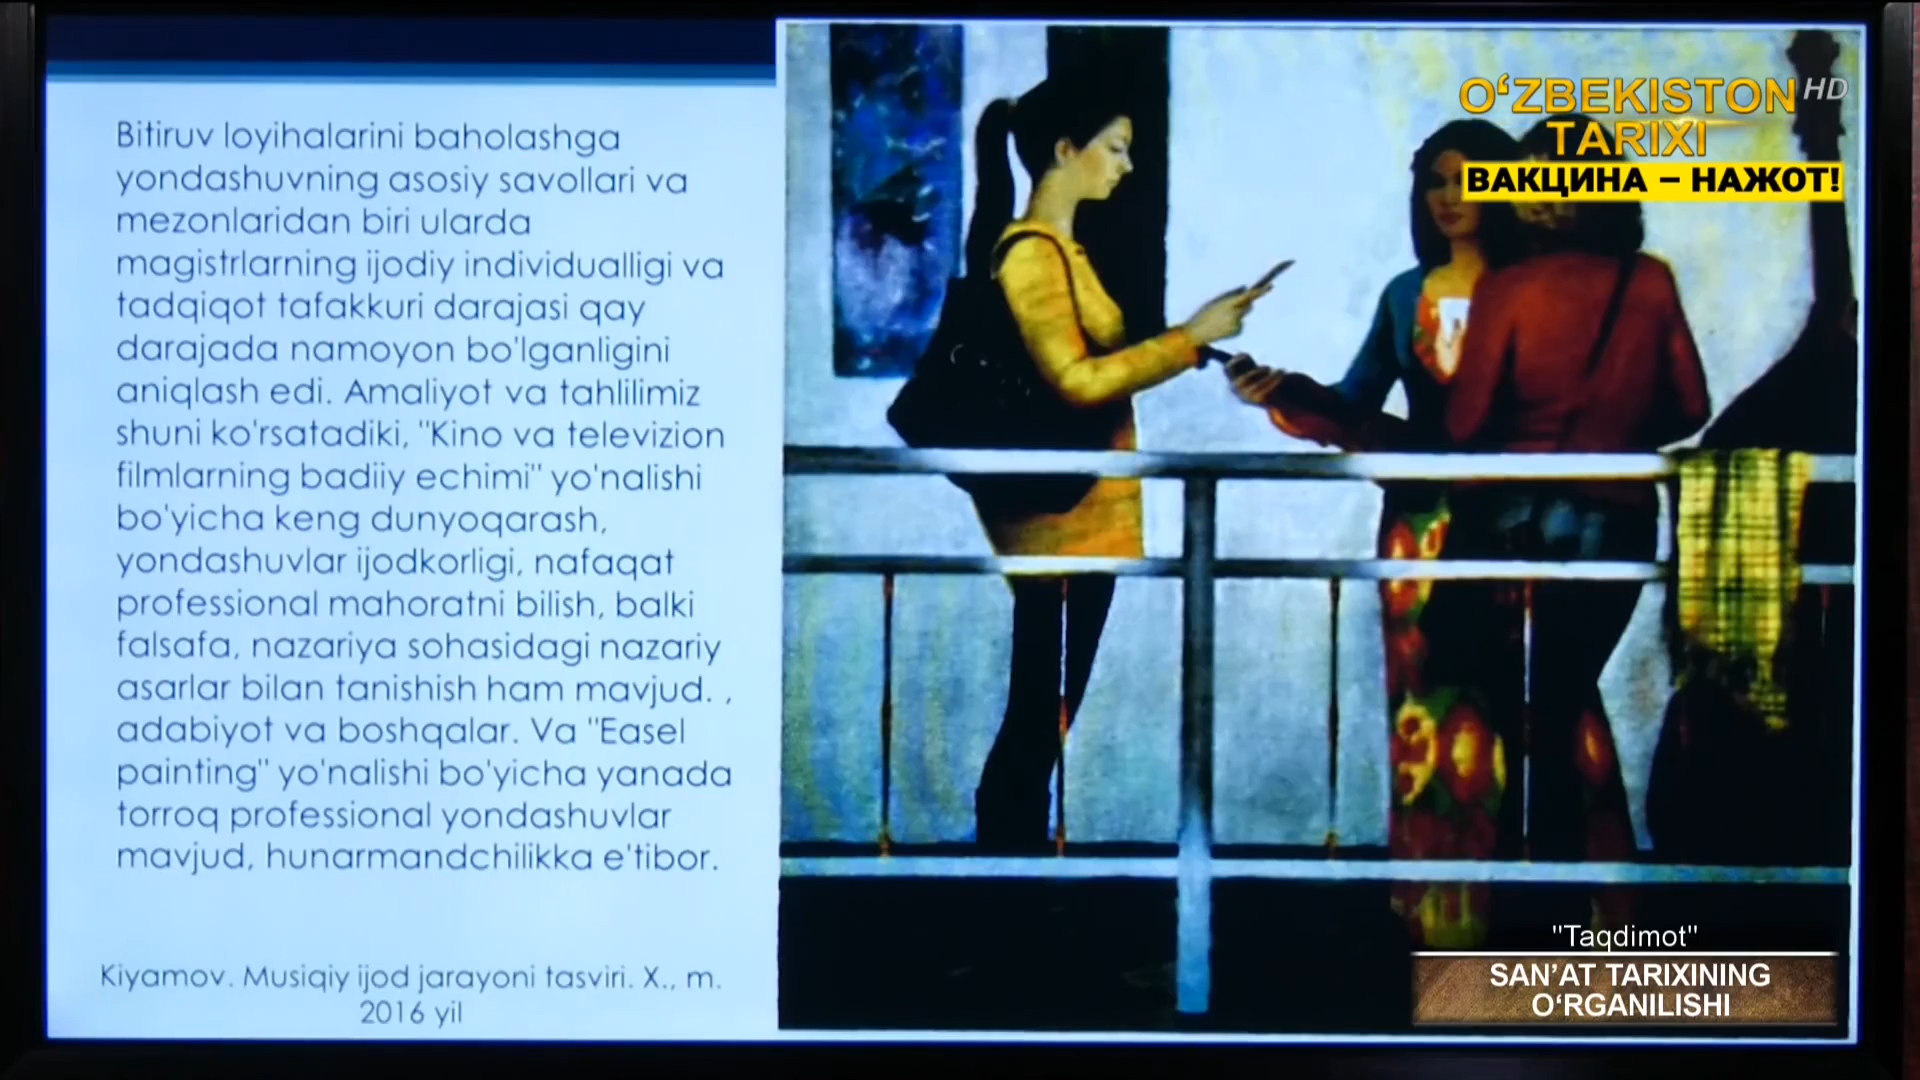 Bitiruv loyihalarini baholashga
yondashuvning asosiy savollari va
mezonlaridan biri ularda
magistrlarning ijodiy individualligi va
tadqiqot tafakkuri darajasi qay
darajada namoyon bo'lganligini
aniqlash edi. Amaliyot va tahlilimiz
shuni ko'rsatadiki, "Kino va televizion
filmlarning badiiy echimi" yo'nalishi
bo'yicha keng dunyoqarash,
yondashuvlar ijodkorligi, nafaqat
professional mahoratni bilish, balki
falsafa, nazariya sohasidagi nazariy
asarlar bilan tanishish ham mavjud. ,
adabiyot va boshqalar. Va "Easel
painting" yo'nalishi bo'yicha yanada
torroq professional yondashuvlar
mavjud, hunarmandchilikka e'tibor.
Kiyamov. Musiqiy ijod jarayoni tasviri. X., m.
2016 yil
O‘ZBEKISTON HD
TARIXI
ВАКЦИНА – НАЖОТ!
"Taqdimot"
SAN’AT TARIXINING
O‘RGANILISHI